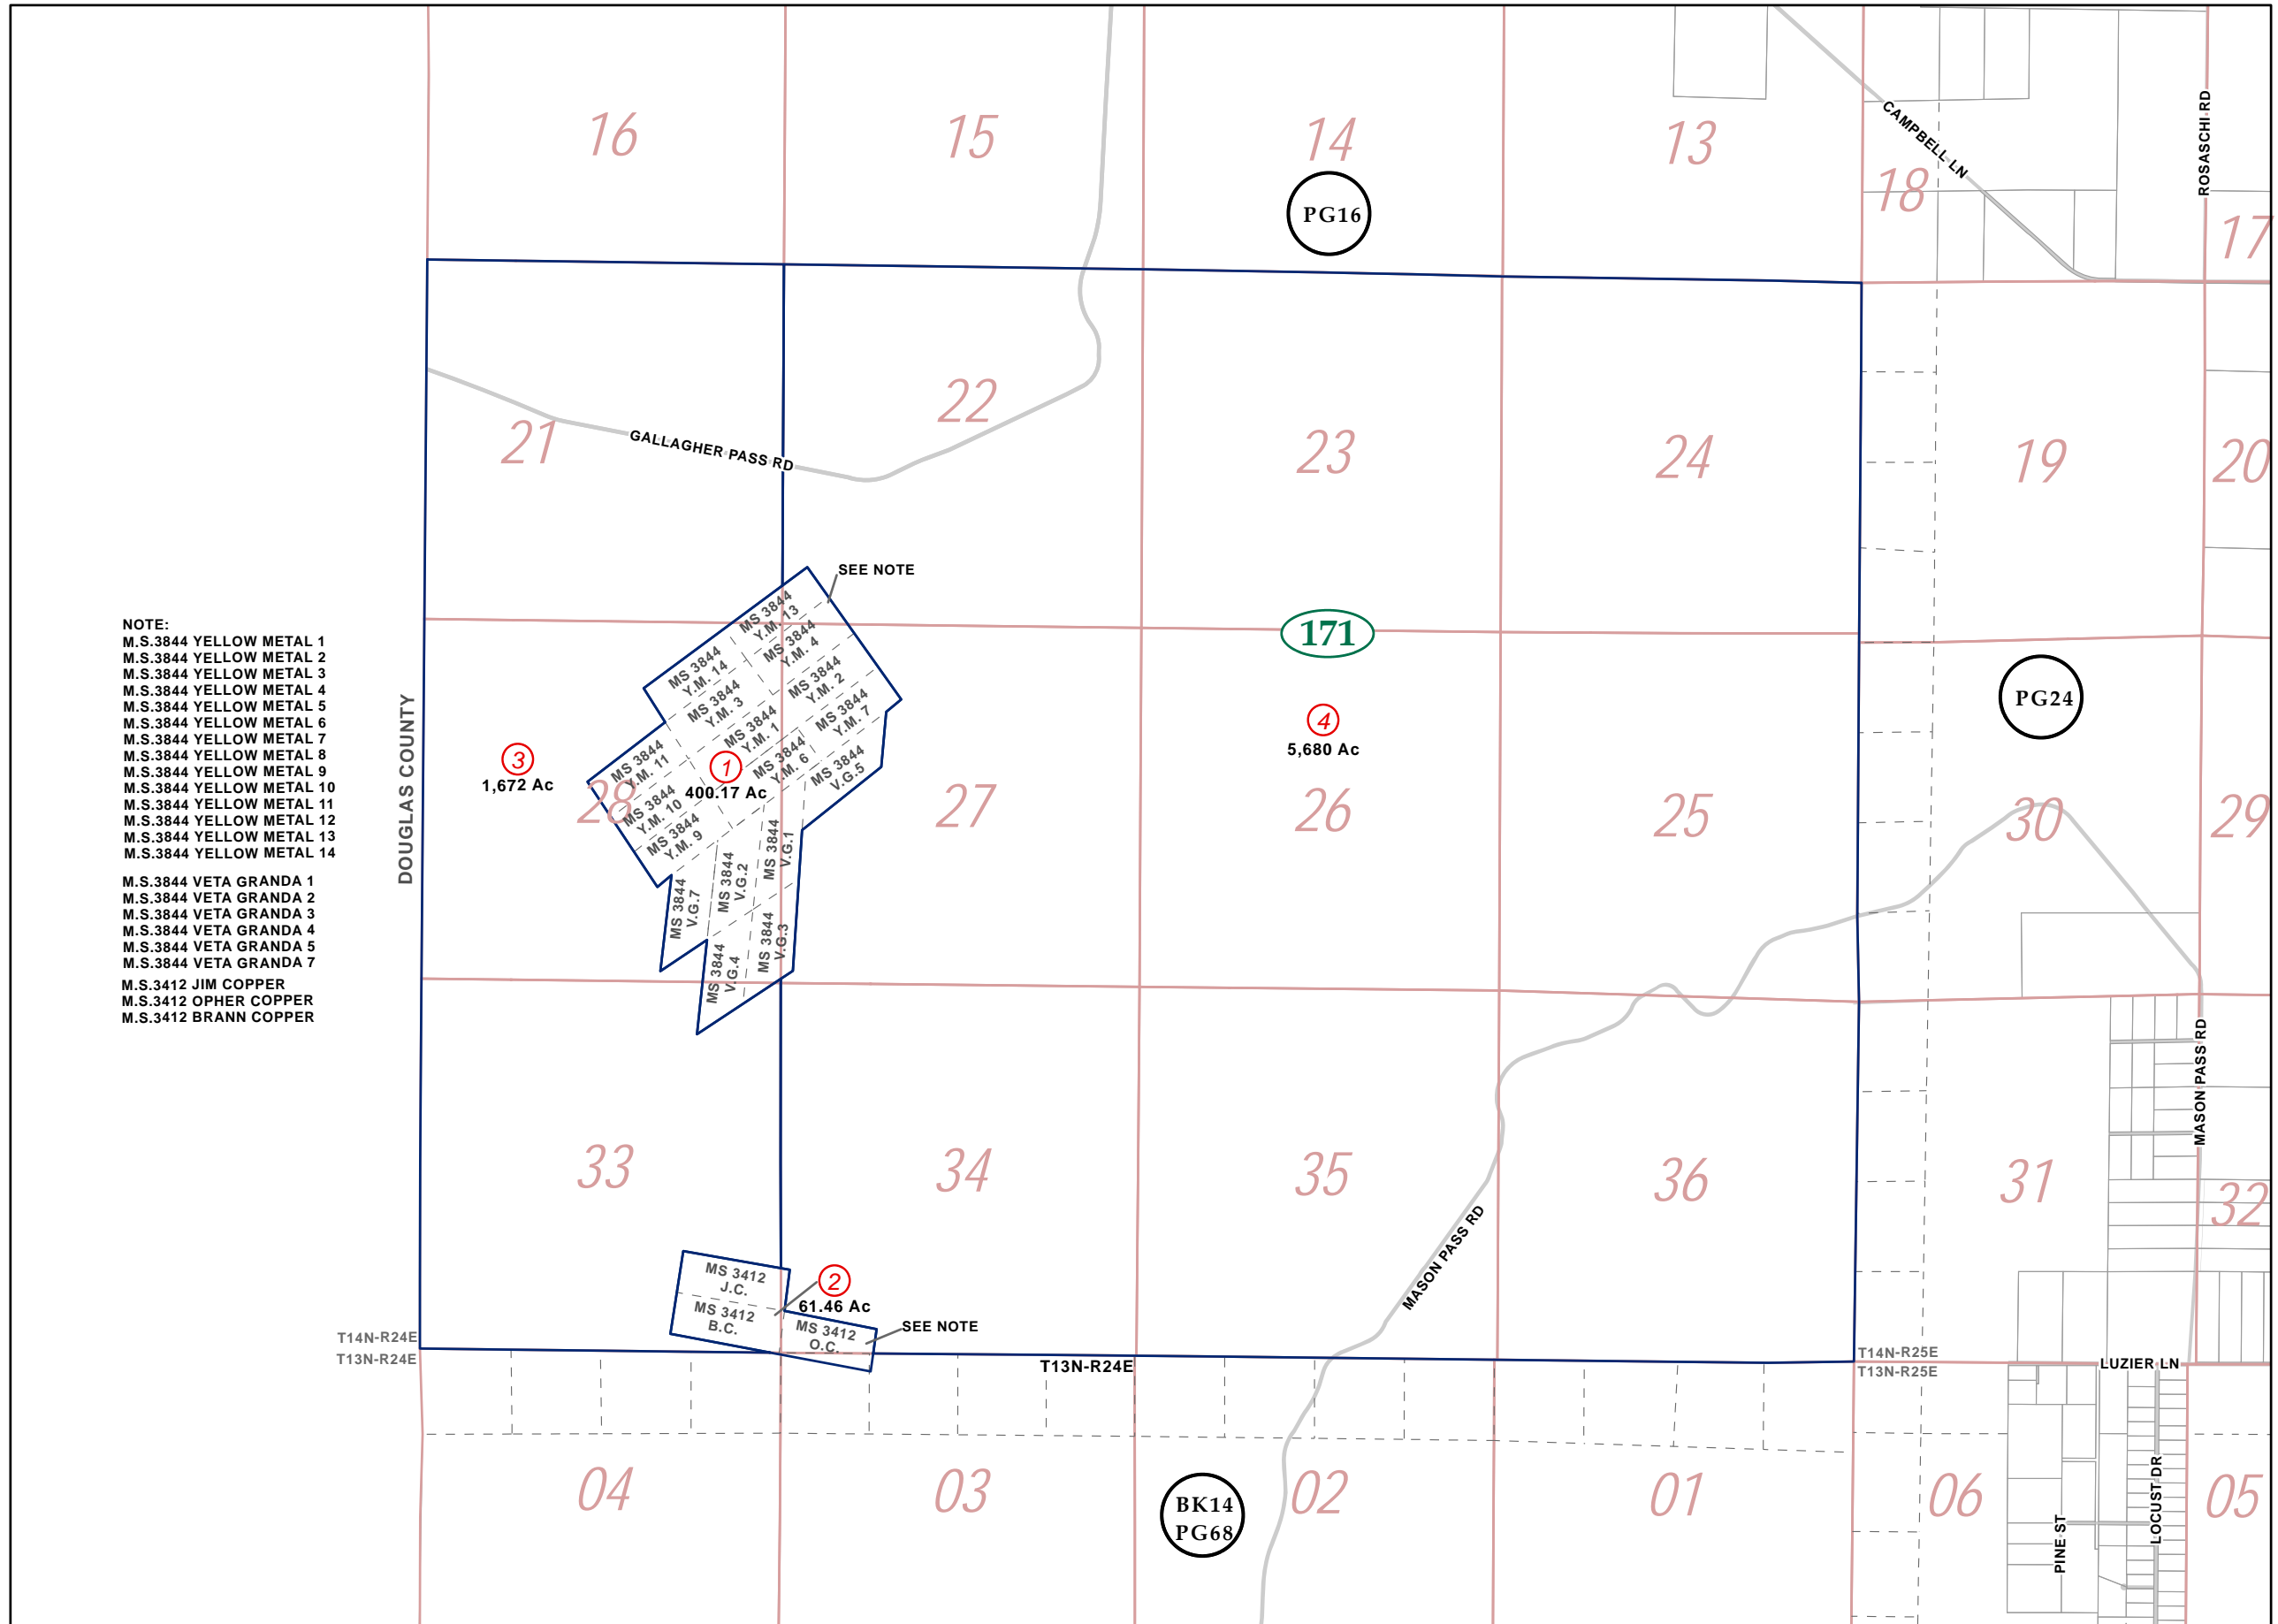 16
15
14
13
18
17
CAMPBELL LN
ROSASCHI RD
PG16
21
22
23
24
19
20
GALLAGHER PASS RD
SEE NOTE
171
NOTE:
M.S.3844 YELLOW METAL 1
M.S.3844 YELLOW METAL 2
M.S.3844 YELLOW METAL 3
M.S.3844 YELLOW METAL 4
M.S.3844 YELLOW METAL 5
M.S.3844 YELLOW METAL 6
M.S.3844 YELLOW METAL 7
M.S.3844 YELLOW METAL 8
M.S.3844 YELLOW METAL 9
M.S.3844 YELLOW METAL 10
M.S.3844 YELLOW METAL 11
M.S.3844 YELLOW METAL 12
M.S.3844 YELLOW METAL 13
M.S.3844 YELLOW METAL 14
M.S.3844 VETA GRANDA 1
M.S.3844 VETA GRANDA 2
M.S.3844 VETA GRANDA 3
M.S.3844 VETA GRANDA 4
M.S.3844 VETA GRANDA 5
M.S.3844 VETA GRANDA 7
M.S.3412 JIM COPPER
M.S.3412 OPHER COPPER
M.S.3412 BRANN COPPER
DOUGLAS COUNTY
MS 3844
Y.M. 13
MS 3844
Y.M. 4
MS 3844
Y.M. 14
MS 3844
Y.M. 2
MS 3844
Y.M. 3
MS 3844
Y.M. 7
MS 3844
Y.M. 1
MS 3844
Y.M. 6
MS 3844
V.G.5
MS 3844
Y.M. 11
MS 3844
Y.M. 10
MS 3844
Y.M. 9
MS 3844
V.G.1
MS 3844
V.G.2
MS 3844
V.G.7
MS 3844
V.G.3
MS 3844
V.G.4
3
1,672 Ac
1
400.17 Ac
4
5,680 Ac
PG24
28
27
26
25
30
29
33
34
35
36
31
32
MASON PASS RD
MASON PASS RD
MS 3412
J.C.
MS 3412
B.C.
MS 3412
O.C.
2
61.46 Ac
SEE NOTE
T14N-R24E
T13N-R24E
T13N-R24E
T14N-R25E
T13N-R25E
LUZIER LN
04
03
02
01
06
05
BK14
PG68
PINE ST
LOCUST DR